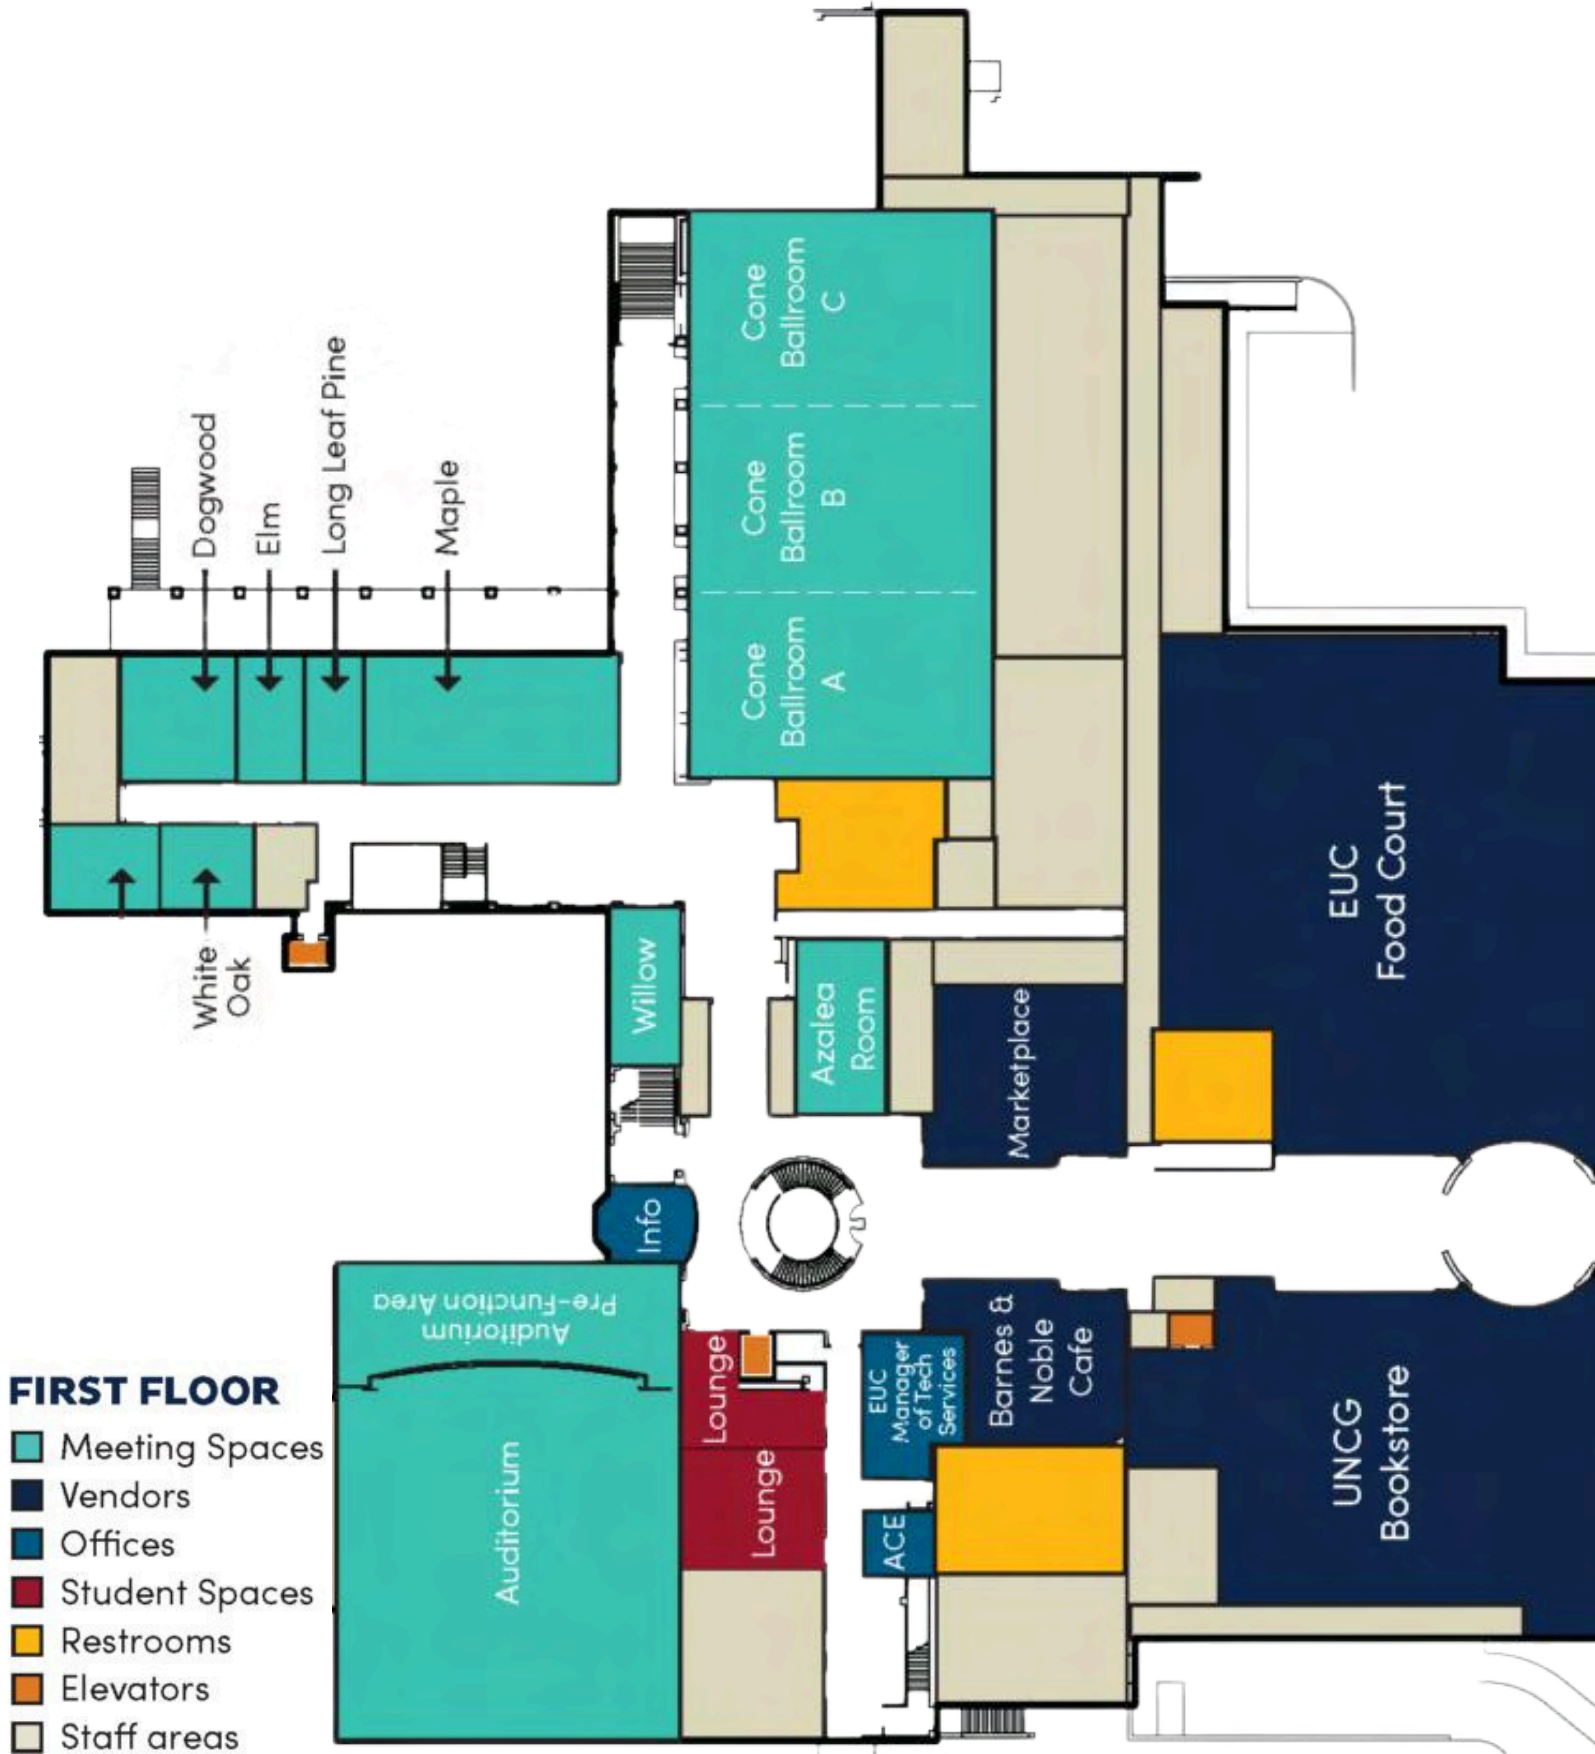 Cone
Ballroom
C
Cone
Ballroom
B
Cone
Ballroom
A
Dogwood
Elm
Long Leaf Pine
Maple
White
Oak
Willow
Azalea
Room
Marketplace
EUC
Food Court
Info
Auditorium
Pre-Function Area
Auditorium
Lounge
Lounge
EUC
Manager
of Tech
Services
ACE
Barnes &
Noble
Cafe
UNCG
Bookstore
FIRST FLOOR
Meeting Spaces
Vendors
Offices
Student Spaces
Restrooms
Elevators
Staff areas